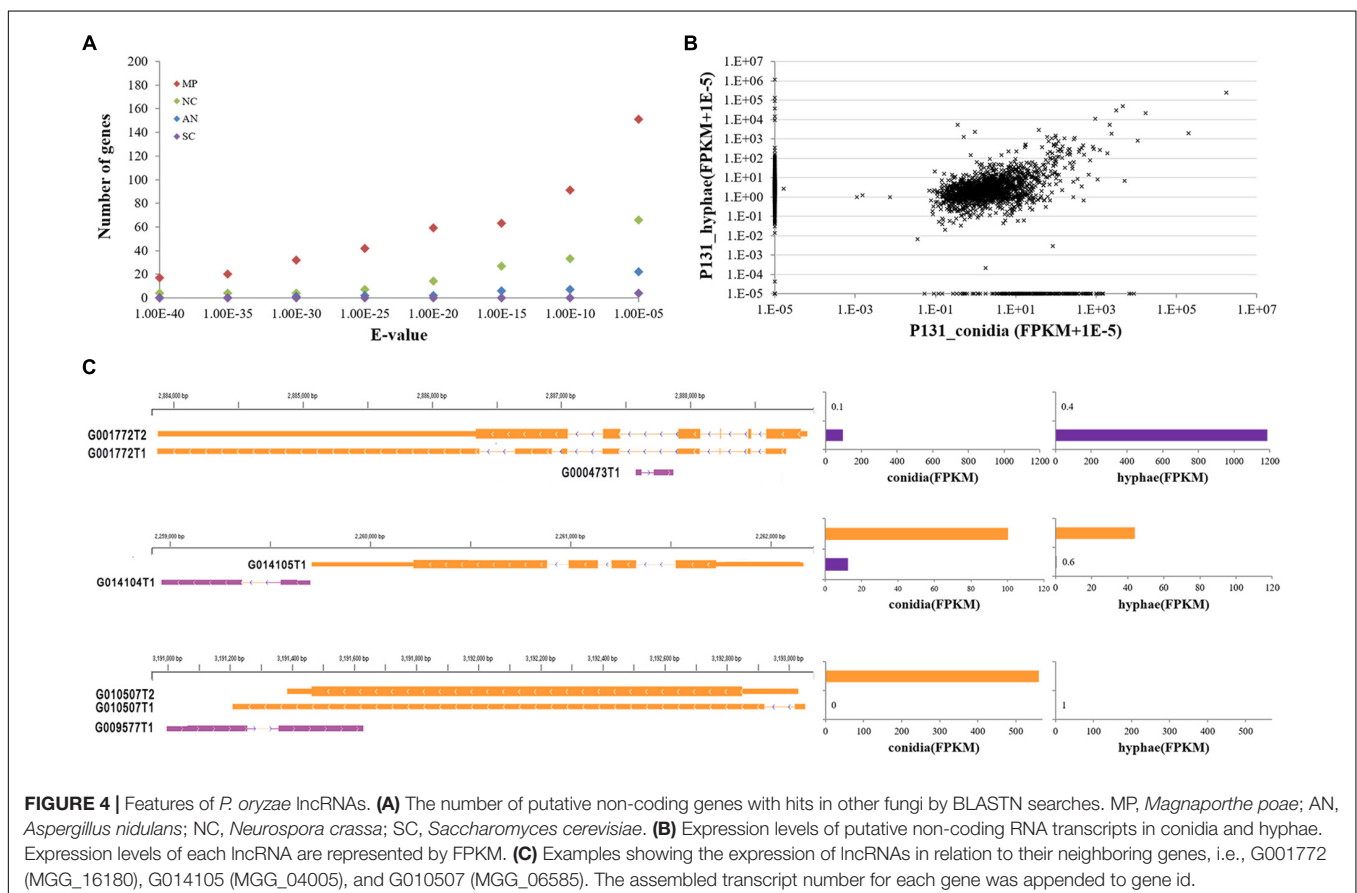 A
200
180
160
140
120
100
80
60
40
20
0
Number of genes
MP
NC
AN
SC
1.00E-40 1.00E-35 1.00E-30 1.00E-25 1.00E-20 1.00E-15 1.00E-10 1.00E-05
E-value
B
1.E+07
1.E+06
1.E+05
1.E+04
1.E+03
1.E+02
1.E+01
1.E+00
1.E-01
1.E-02
1.E-03
1.E-04
1.E-05
P131_hyphae(FPKM+1E-5)
1.E-05 1.E-03 1.E-01 1.E+01 1.E+03 1.E+05 1.E+07
P131_conidia (FPKM+1E-5)
C
2,884,000 bp 2,885,000 bp 2,886,000 bp 2,887,000 bp 2,888,000 bp
G001772T2
G001772T1
G000473T1
0.1
0 200 400 600 800 1000 1200
conidia(FPKM)
0.4
0 200 400 600 800 1000 1200
hyphae(FPKM)
2,259,000 bp 2,260,000 bp 2,261,000 bp 2,262,000 bp
G014105T1
G014104T1
0 20 40 60 80 100 120
conidia(FPKM)
0.6
0 20 40 60 80 100 120
hyphae(FPKM)
3,191,000 bp 3,191,200 bp 3,191,400 bp 3,191,600 bp 3,191,000 bp 3,192,000 bp 3,192,200 bp 3,192,400 bp 3,192,600 bp 3,192,800 bp 3,193,000 bp
G010507T2
G010507T1
G009577T1
0
0 100 200 300 400 500
conidia(FPKM)
1
0 100 200 300 400 500
hyphae(FPKM)
FIGURE 4 | Features of P. oryzae lncRNAs. (A) The number of putative non-coding genes with hits in other fungi by BLASTN searches. MP, Magnaporthe poae; AN,
Aspergillus nidulans; NC, Neurospora crassa; SC, Saccharomyces cerevisiae. (B) Expression levels of putative non-coding RNA transcripts in conidia and hyphae.
Expression levels of each lncRNA are represented by FPKM. (C) Examples showing the expression of lncRNAs in relation to their neighboring genes, i.e., G001772
(MGG_16180), G014105 (MGG_04005), and G010507 (MGG_06585). The assembled transcript number for each gene was appended to gene id.